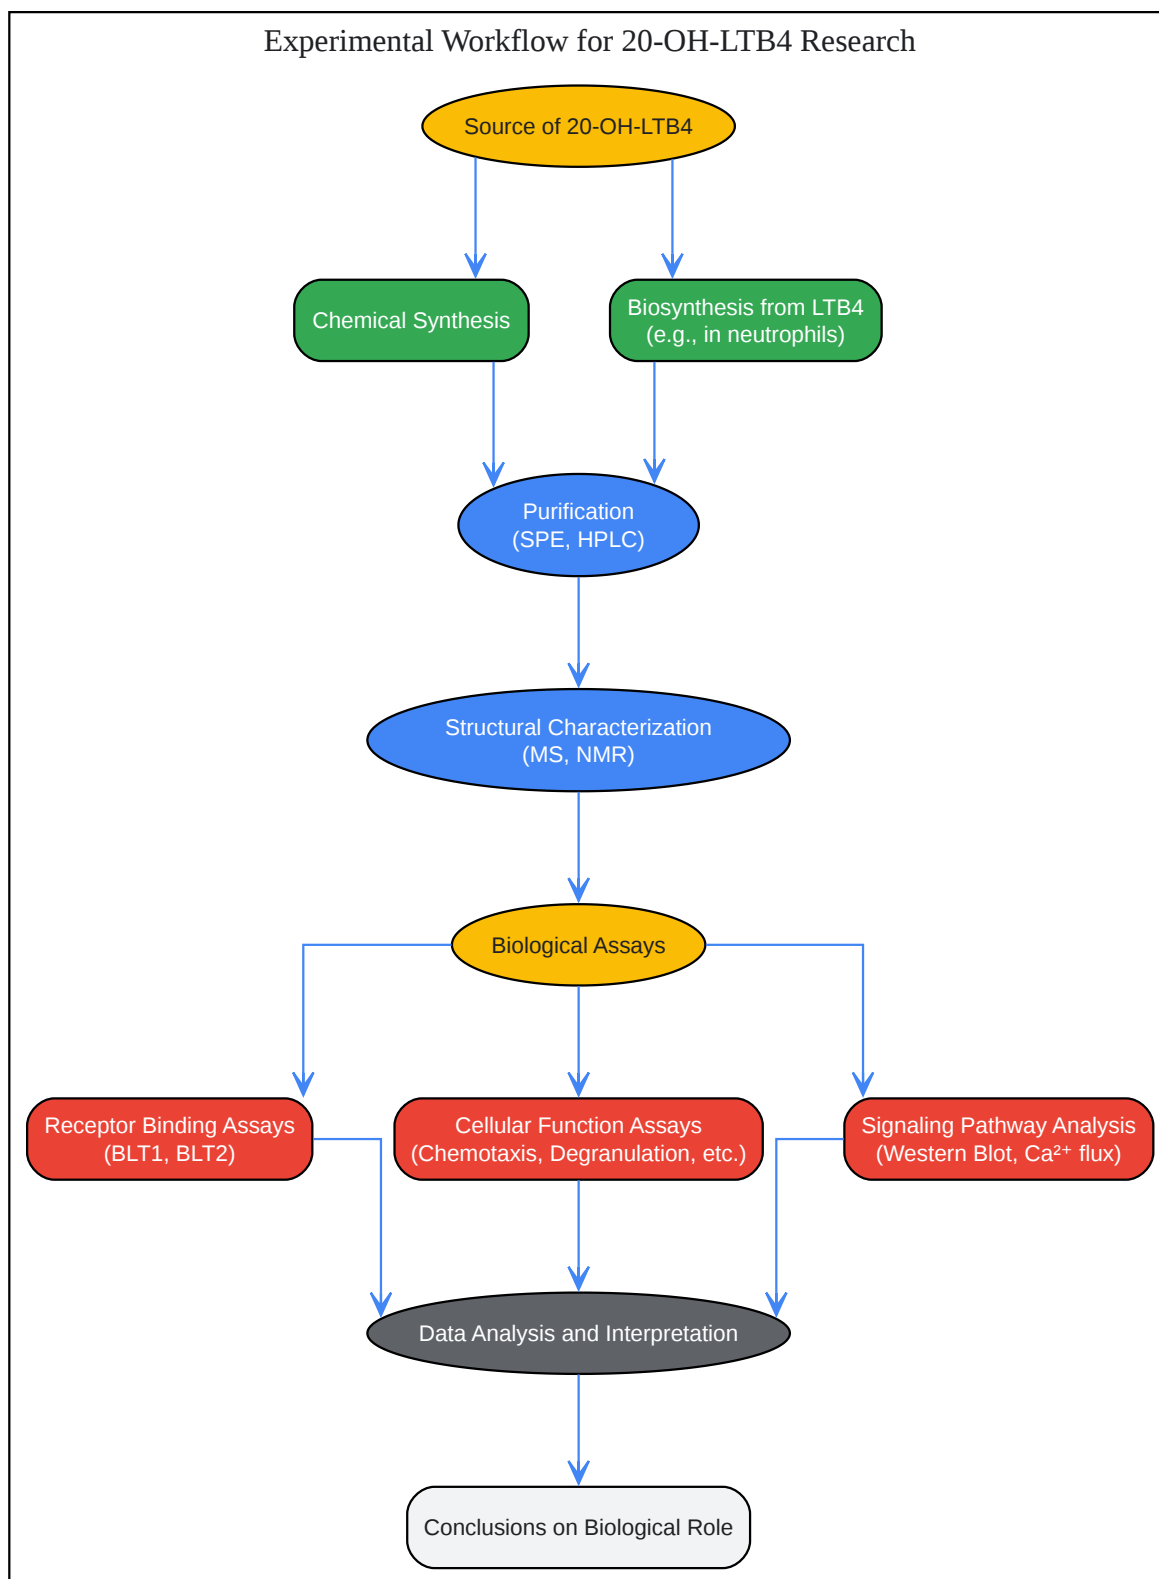 Experimental Workflow for 20-OH-LTB4 Research
Source of 20-OH-LTB4
Chemical Synthesis
Biosynthesis from LTB4
(e.g., in neutrophils)
Purification
(SPE, HPLC)
Structural Characterization
(MS, NMR)
Biological Assays
Receptor Binding Assays
(BLT1, BLT2)
Cellular Function Assays
(Chemotaxis, Degranulation, etc.)
Signaling Pathway Analysis
(Western Blot, Ca²⁺ flux)
Data Analysis and Interpretation
Conclusions on Biological Role